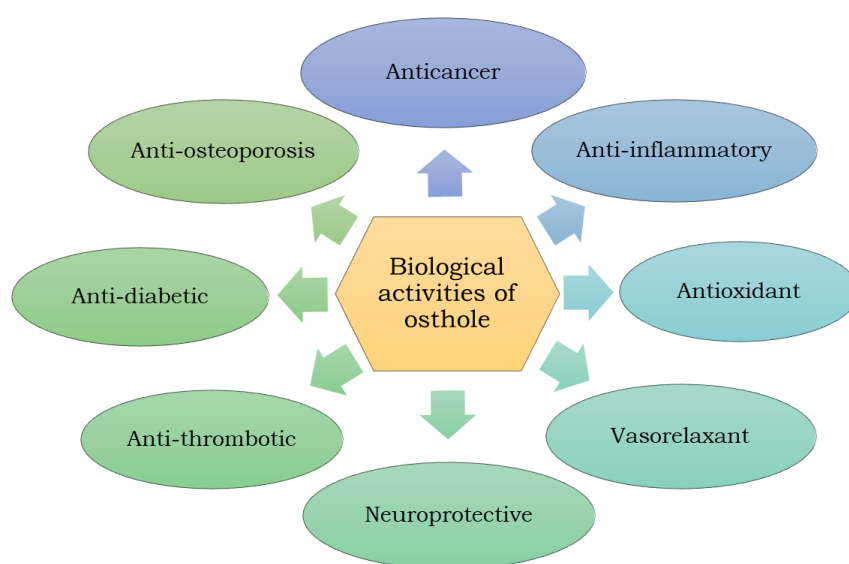 Anticancer
Anti-inflammatory
Antioxidant
Vasorelaxant
Neuroprotective
Anti-thrombotic
Anti-diabetic
Anti-osteoporosis
Biological
activities of
osthole